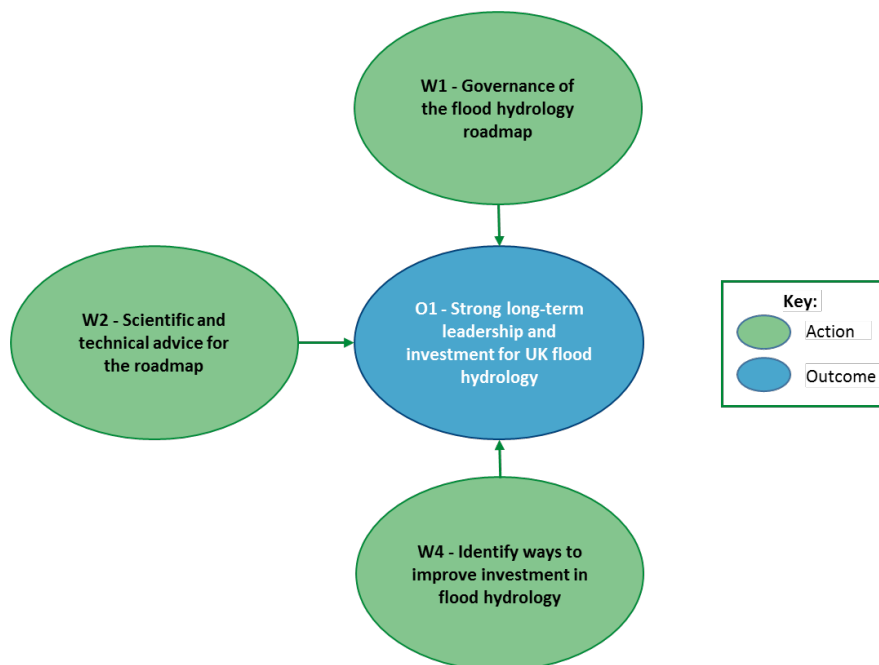 W1 - Governance of
the flood hydrology
roadmap
W2 - Scientific and
technical advice for
the roadmap
O1 - Strong long-term
leadership and
investment for UK flood
hydrology
W4 - Identify ways to
improve investment in
flood hydrology
Key:
Action
Outcome